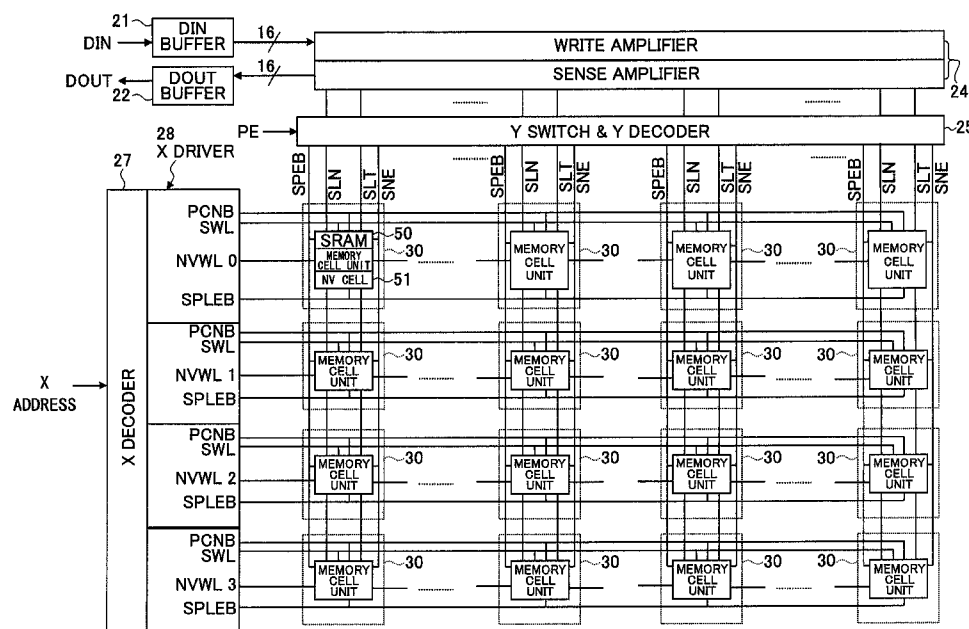 21
DIN
DIN
BUFFER
16
WRITE AMPLIFIER
DOUT
DOUT
BUFFER
22
16
SENSE AMPLIFIER
24
PE
Y SWITCH & Y DECODER
25
27
28
X DRIVER
SPEB
SLN
SLT
SNE
SPEB
SLN
SLT
SNE
SPEB
SLN
SLT
SNE
SPEB
SLN
SLT
SNE
PCNB
SWL
NVWL 0
SPLEB
SRAM
MEMORY
CELL UNIT
NV CELL
50
30
51
MEMORY
CELL
UNIT
30
MEMORY
CELL
UNIT
30
30
MEMORY
CELL
UNIT
X
ADDRESS
X DECODER
PCNB
SWL
NVWL 1
SPLEB
MEMORY
CELL
UNIT
30
MEMORY
CELL
UNIT
30
MEMORY
CELL
UNIT
30
30
MEMORY
CELL
UNIT
PCNB
SWL
NVWL 2
SPLEB
MEMORY
CELL
UNIT
30
MEMORY
CELL
UNIT
30
MEMORY
CELL
UNIT
30
30
MEMORY
CELL
UNIT
PCNB
SWL
NVWL 3
SPLEB
MEMORY
CELL
UNIT
30
MEMORY
CELL
UNIT
30
MEMORY
CELL
UNIT
30
30
MEMORY
CELL
UNIT